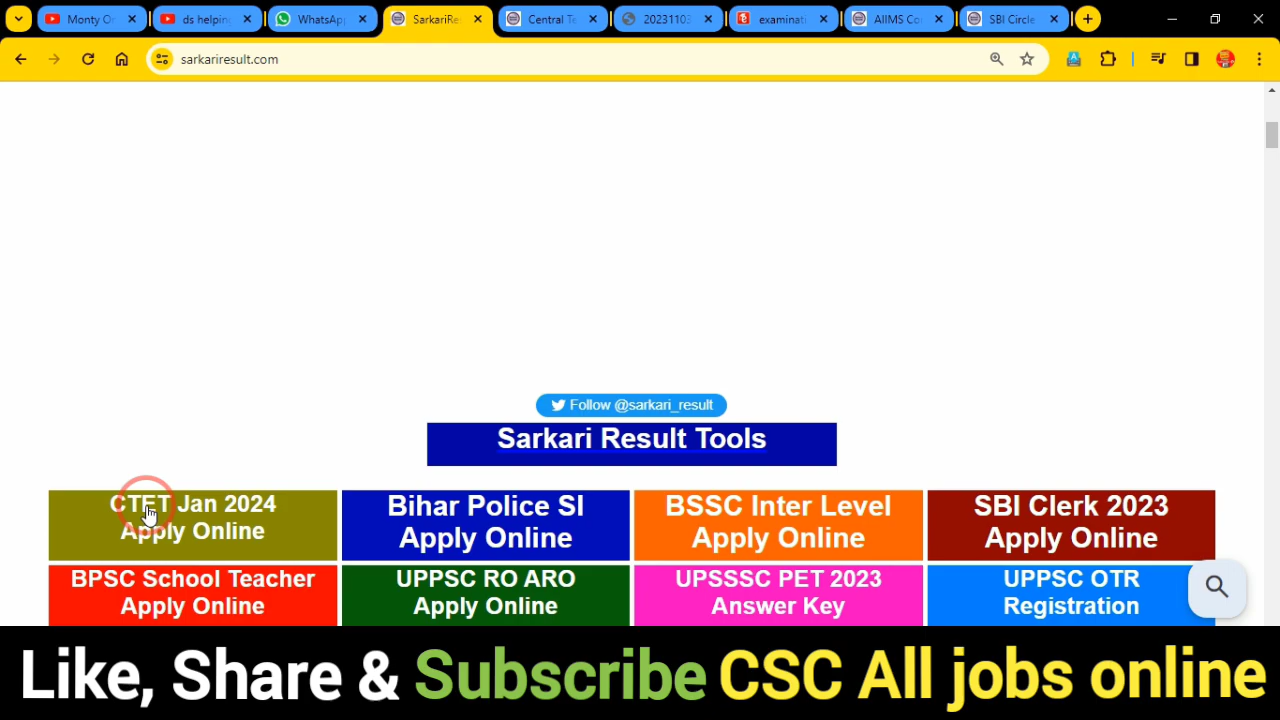 Monty O
ds helpin
WhatsApp
SarkariRe
Central Te
20231103
examinati
AIIMS Co
SBI Circle
sarkariresult.com
Follow @sarkari_result
Sarkari Result Tools
CTET Jan 2024
Apply Online
Bihar Police SI
Apply Online
BSSC Inter Level
Apply Online
SBI Clerk 2023
Apply Online
BPSC School Teacher
Apply Online
UPPSC RO ARO
Apply Online
UPSSSC PET 2023
Answer Key
UPPSC OTR
Registration
Like, Share & Subscribe CSC All jobs online